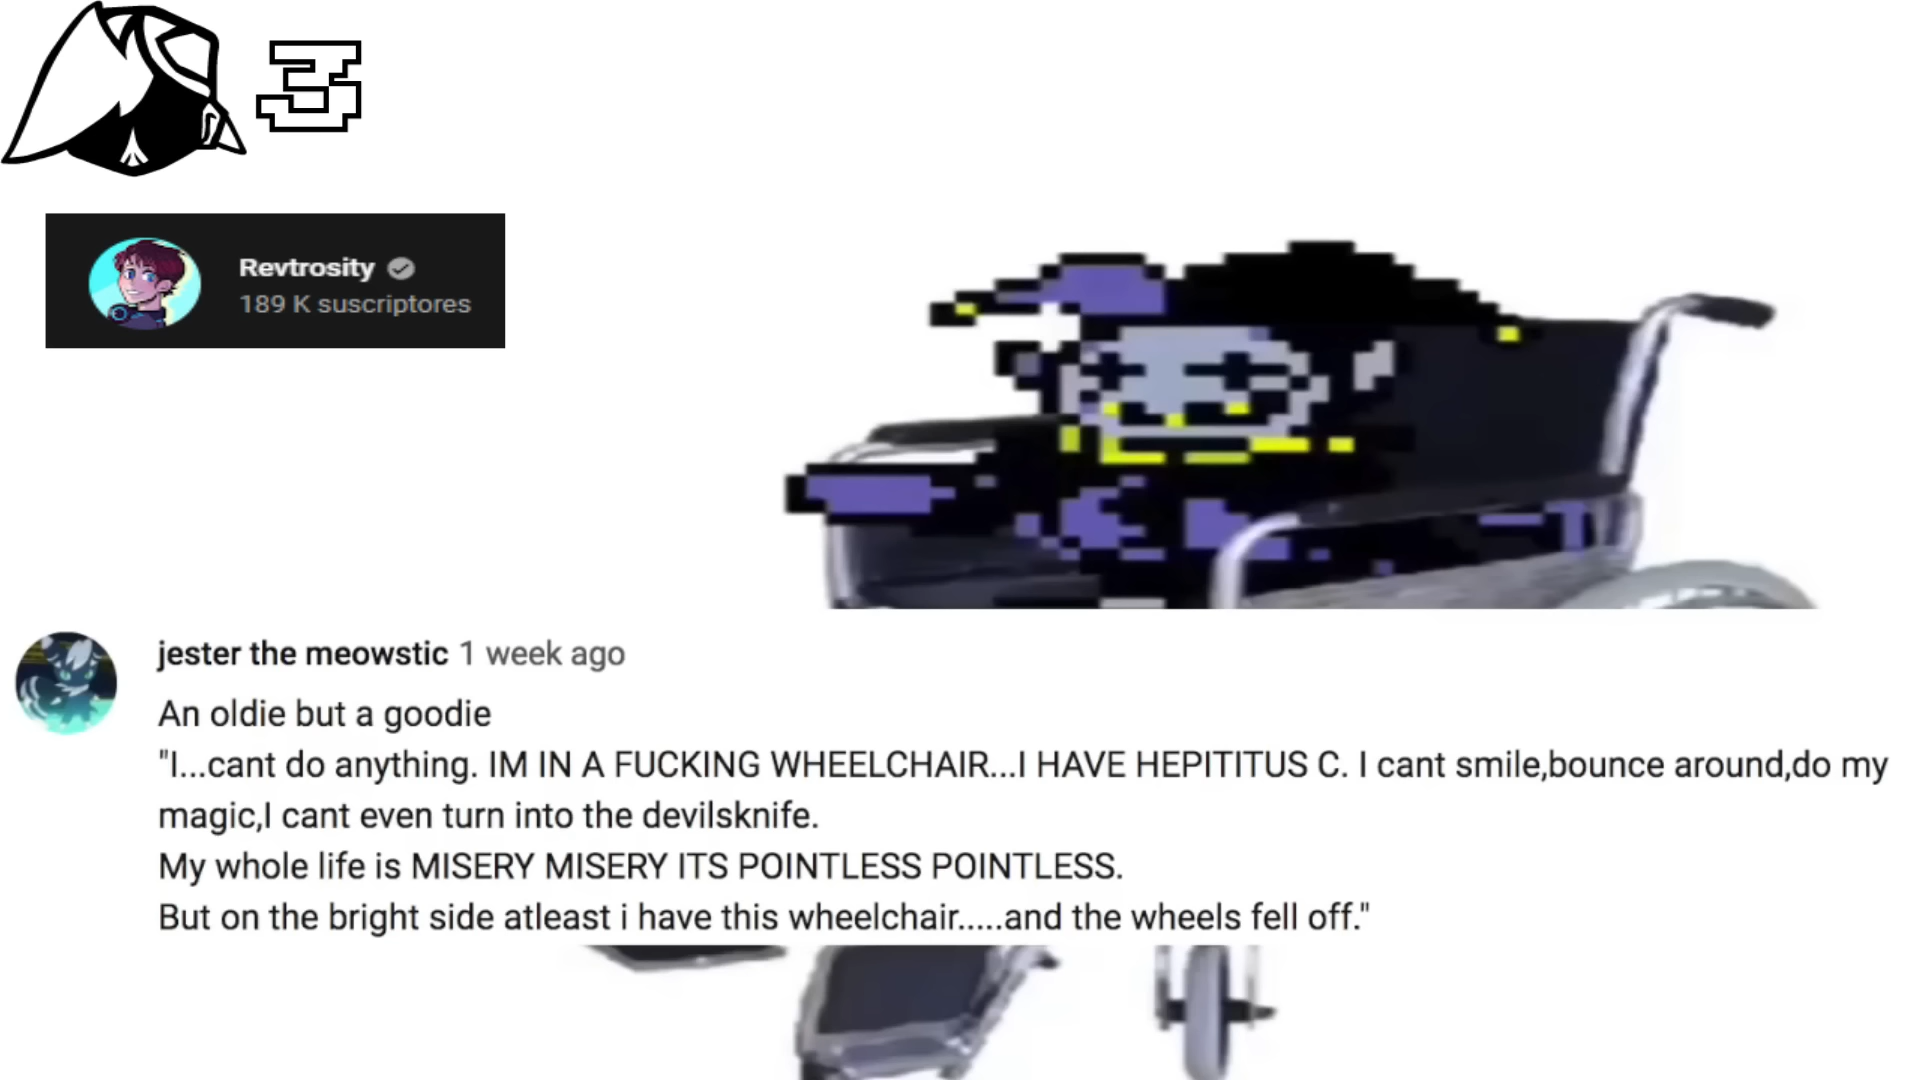 3
Revtrosity
189 K suscriptores
jester the meowstic 1 week ago
An oldie but a goodie
"I...cant do anything. IM IN A FUCKING WHEELCHAIR...I HAVE HEPITITUS C. I cant smile,bounce around,do my
magic,I cant even turn into the devilsknife.
My whole life is MISERY MISERY ITS POINTLESS POINTLESS.
But on the bright side atleast i have this wheelchair.....and the wheels fell off."